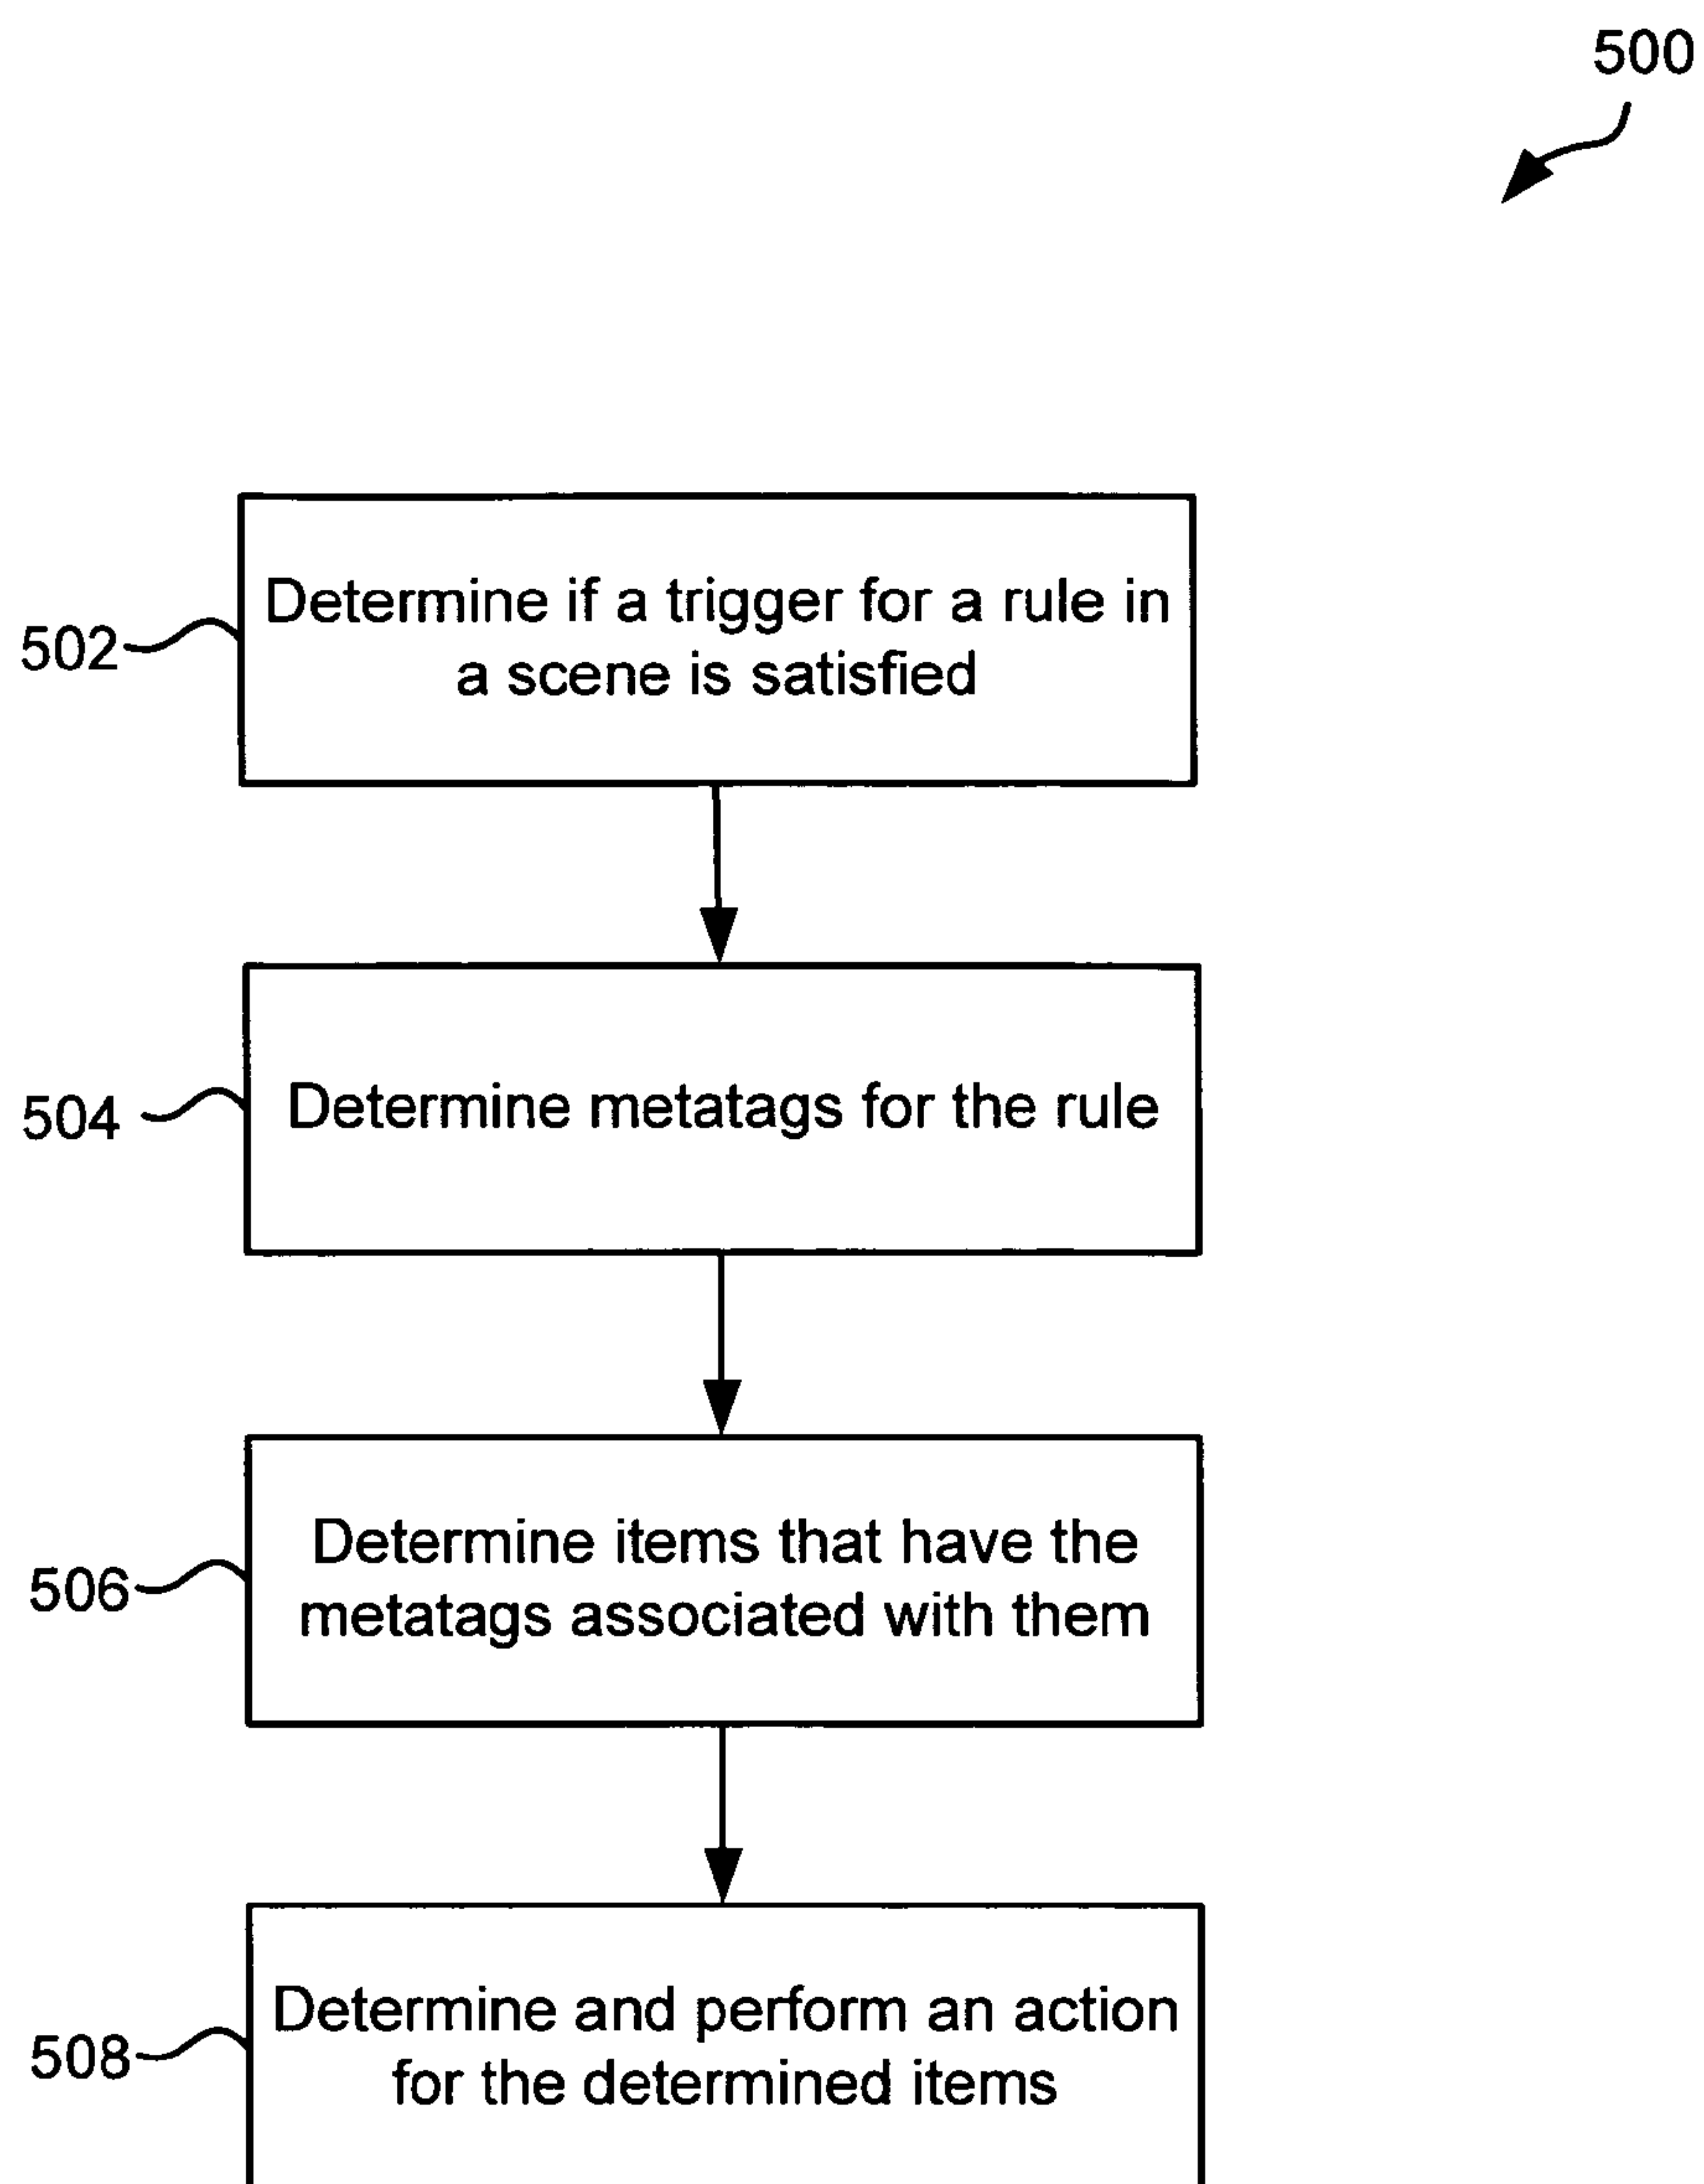 500
502
Determine if a trigger for a rule in
a scene is satisfied
504
Determine metatags for the rule
506
Determine items that have the
metatags associated with them
508
Determine and perform an action
for the determined items